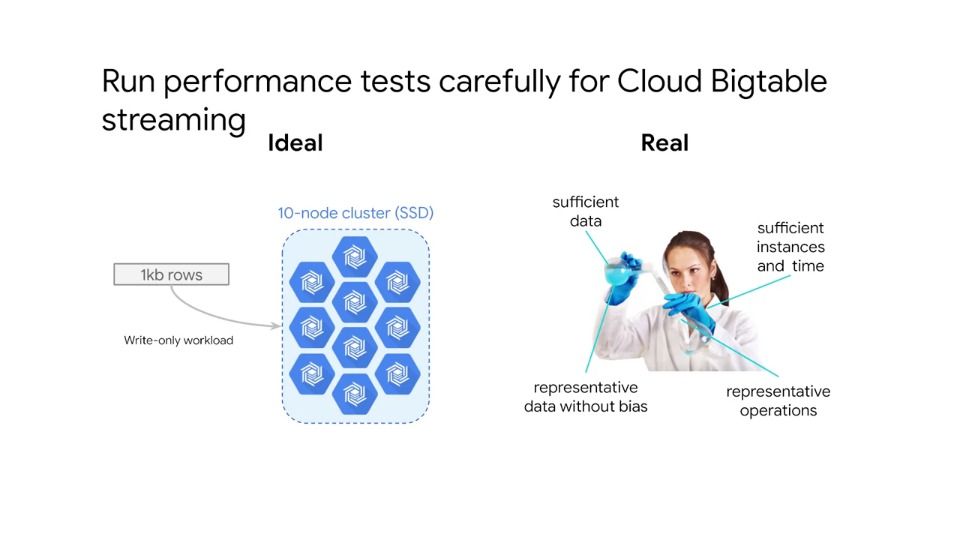 Run performance tests carefully for Cloud Bigtable
streaming
Ideal
Real
10-node cluster (SSD)
1kb rows
Write-only workload
sufficient
data
sufficient
instances
and time
representative
data without bias
representative
operations